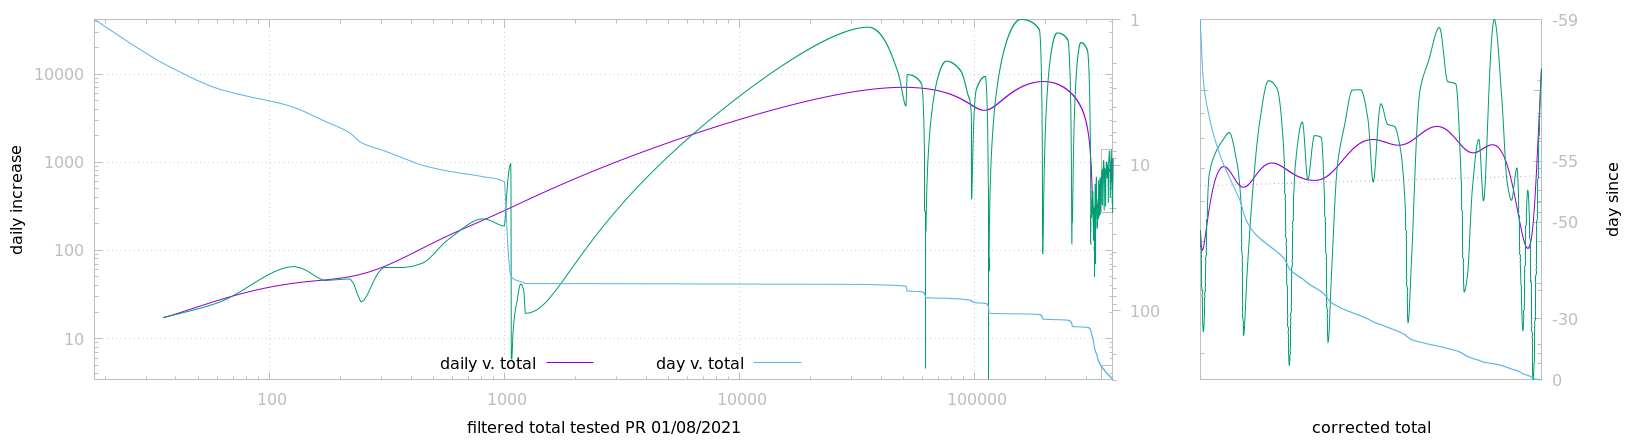 10000
1000
100
10
daily increase
daily v. total
day v. total
100
1000
10000
100000
filtered total tested PR 01/08/2021
1
10
100
-59
-55
-50
-30
0
day since
corrected total